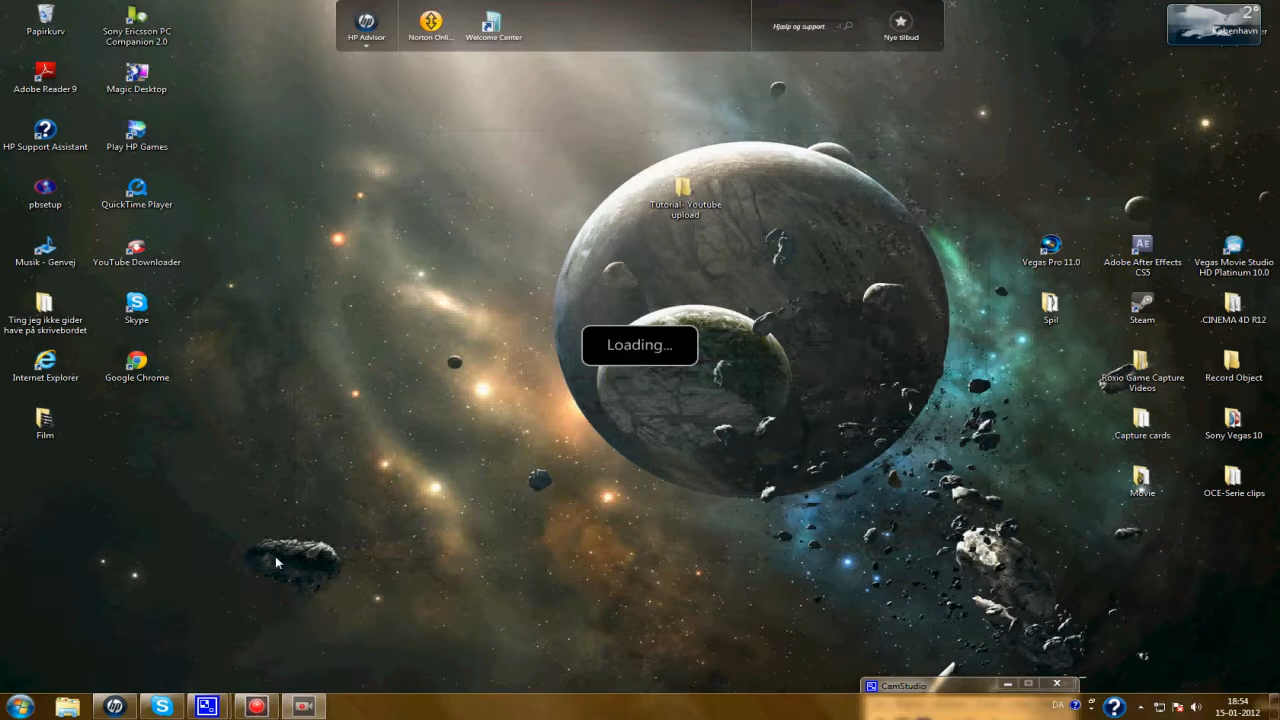 Papirkurv
Sony Ericsson PC
Companion 2.0
HP Advisor
Norton Onli...
Welcome Center
Hjælp og support
Nye tilbud
2°
København
Adobe Reader 9
Magic Desktop
HP Support Assistant
Play HP Games
pbsetup
QuickTime Player
Tutorial- Youtube
upload
Musik - Genvej
YouTube Downloader
Vegas Pro 11.0
Adobe After Effects
CS5
Vegas Movie Studio
HD Platinum 10.0
Ting jeg ikke gider
have på skrivebordet
Skype
Spil
Steam
CINEMA 4D R12
Loading...
Internet Explorer
Google Chrome
Roxio Game Capture
Videos
Record Object
Film
Capture cards
Sony Vegas 10
Movie
OCE-Serie clips
CamStudio
DA
18:54
15-01-2012